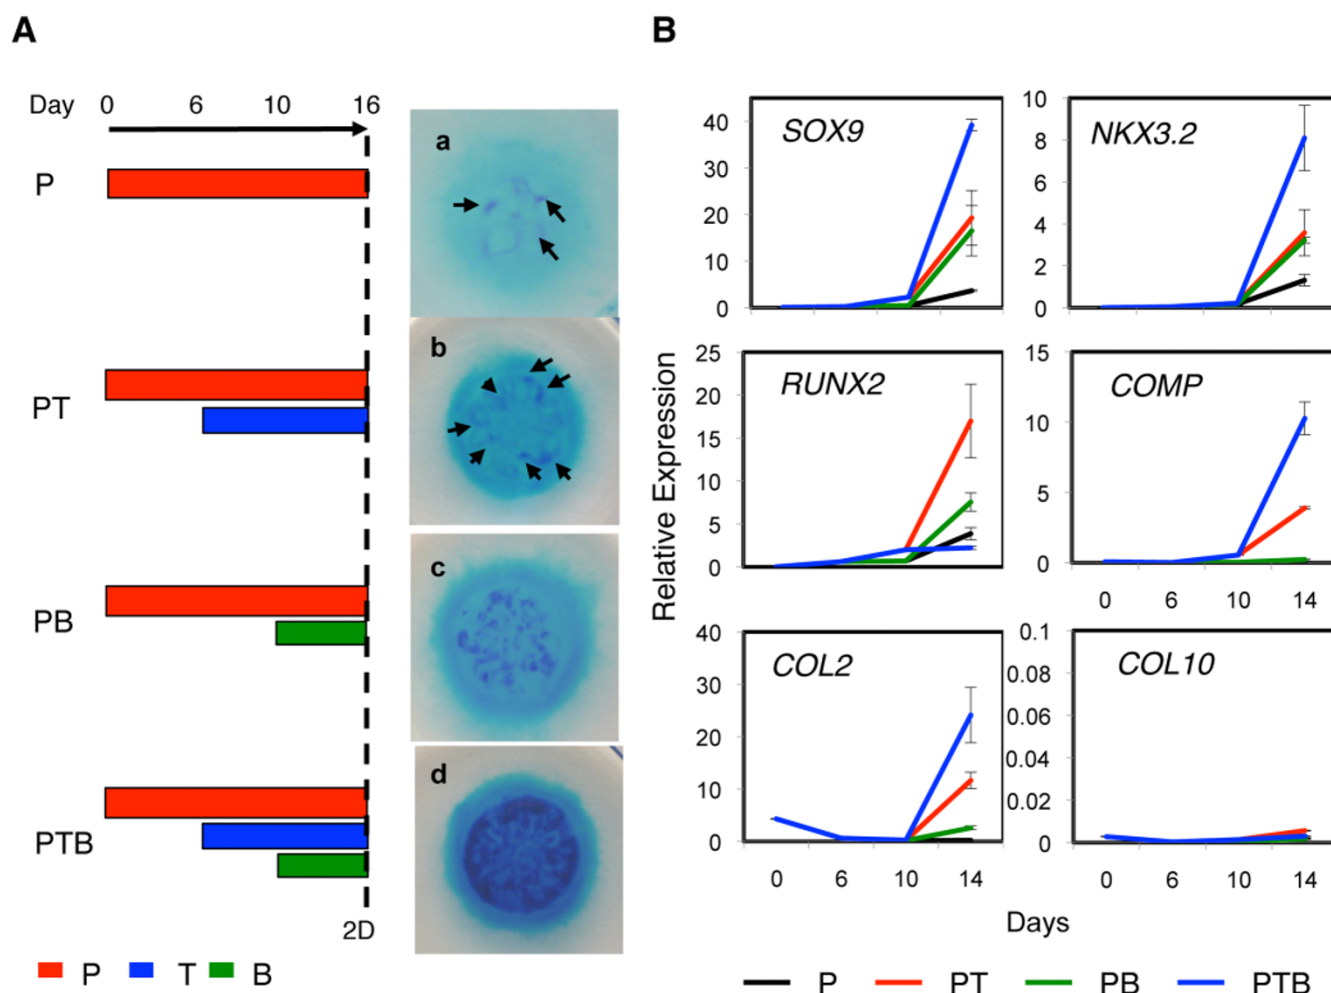 A
Day 0 6 10 16
P
PT
PB
PTB
2D
P T B
a
b
c
d
B
Relative Expression
SOX9
40
30
20
10
0
NKX3.2
10
8
6
4
2
0
RUNX2
25
20
15
10
5
0
COMP
15
10
5
0
0 6 10 14
COL2
40
30
20
10
0
0 6 10 14
COL10
0.1
0.08
0.06
0.04
0.02
0
0 6 10 14
Days
P PT PB PTB